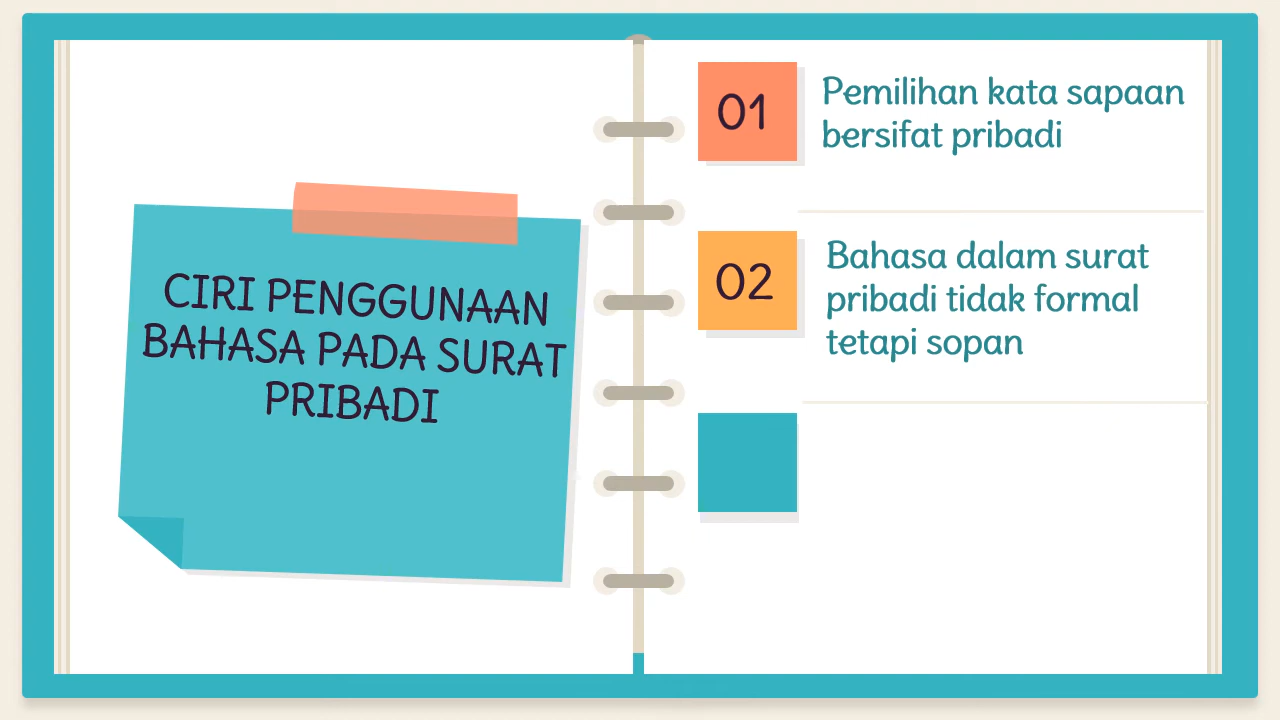 CIRI PENGGUNAAN
BAHASA PADA SURAT
PRIBADI
01
Pemilihan kata sapaan
bersifat pribadi
02
Bahasa dalam surat
pribadi tidak formal
tetapi sopan